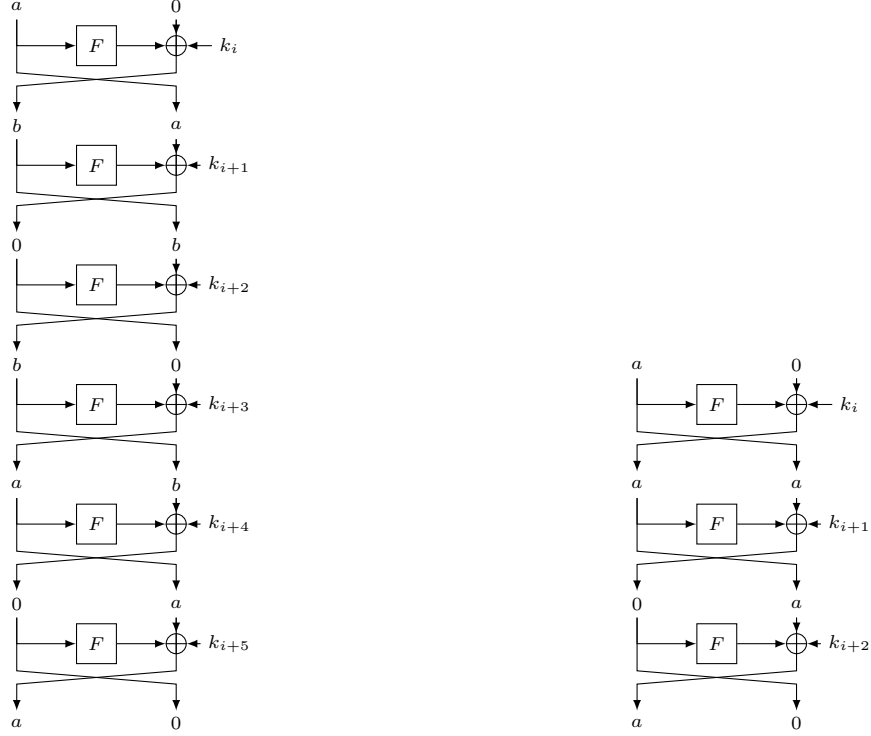 a 0
F k_i
b a
F k_{i+1}
0 b
F k_{i+2}
b 0
F k_{i+3}
a b
F k_{i+4}
0 a
F k_{i+5}
a 0
a 0
F k_i
a a
F k_{i+1}
0 a
F k_{i+2}
a 0